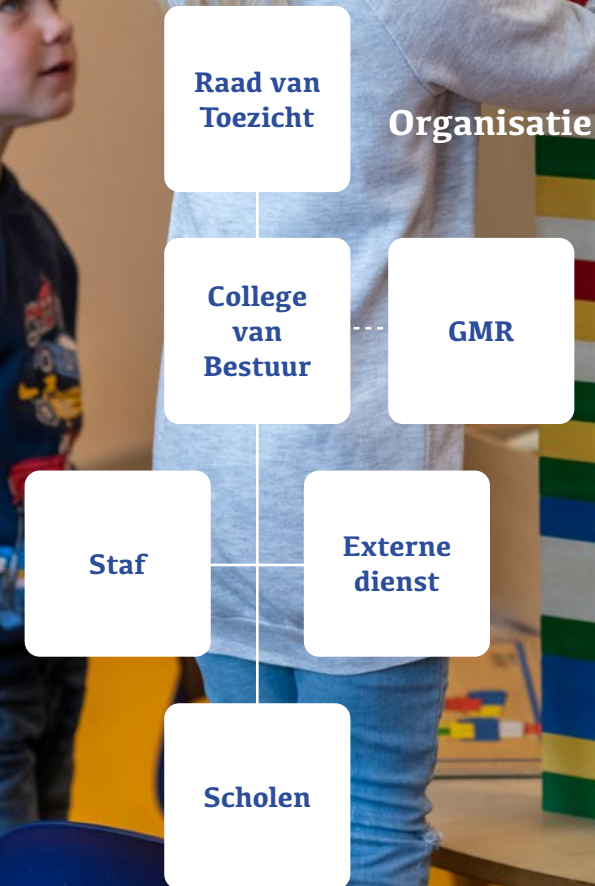 Raad van
Toezicht
Organisatie
College
van
Bestuur
GMR
Staf
Externe
dienst
Scholen